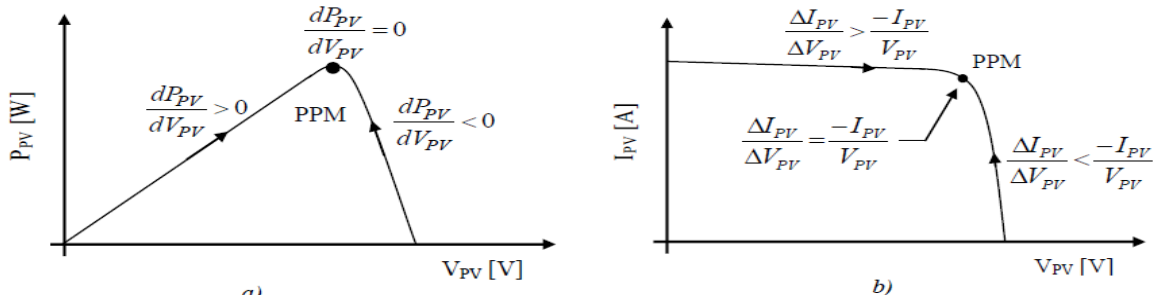 dP_PV/dV_PV = 0
dP_PV/dV_PV > 0
PPM
dP_PV/dV_PV < 0
P_PV [W]
V_PV [V]
a)
ΔI_PV/ΔV_PV > -I_PV/V_PV
PPM
I_PV [A]
ΔI_PV/ΔV_PV = -I_PV/V_PV
ΔI_PV/ΔV_PV < -I_PV/V_PV
V_PV [V]
b)